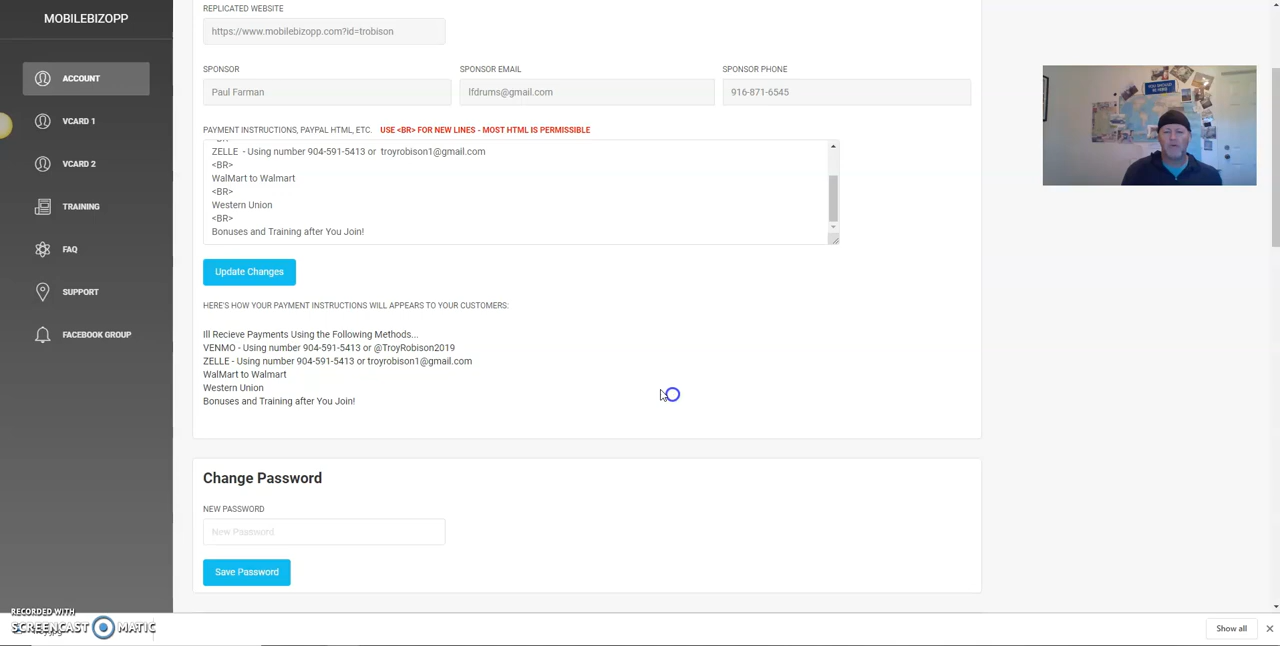 MOBILEBIZOPP
ACCOUNT
VCARD 1
VCARD 2
TRAINING
FAQ
SUPPORT
FACEBOOK GROUP
REPLICATED WEBSITE
https://www.mobilebizopp.com?id=trobison
SPONSOR SPONSOR EMAIL SPONSOR PHONE
Paul Farman lfdrums@gmail.com 916-871-6545
PAYMENT INSTRUCTIONS, PAYPAL HTML, ETC. USE <BR> FOR NEW LINES - MOST HTML IS PERMISSIBLE
ZELLE - Using number 904-591-5413 or troyrobison1@gmail.com
<BR>
WalMart to Walmart
<BR>
Western Union
<BR>
Bonuses and Training after You Join!
Update Changes
HERE'S HOW YOUR PAYMENT INSTRUCTIONS WILL APPEARS TO YOUR CUSTOMERS:
Ill Recieve Payments Using the Following Methods...
VENMO - Using number 904-591-5413 or @TroyRobison2019
ZELLE - Using number 904-591-5413 or troyrobison1@gmail.com
WalMart to Walmart
Western Union
Bonuses and Training after You Join!
Change Password
NEW PASSWORD
New Password
Save Password
RECORDED WITH
SCREENCAST MATIC
Show all